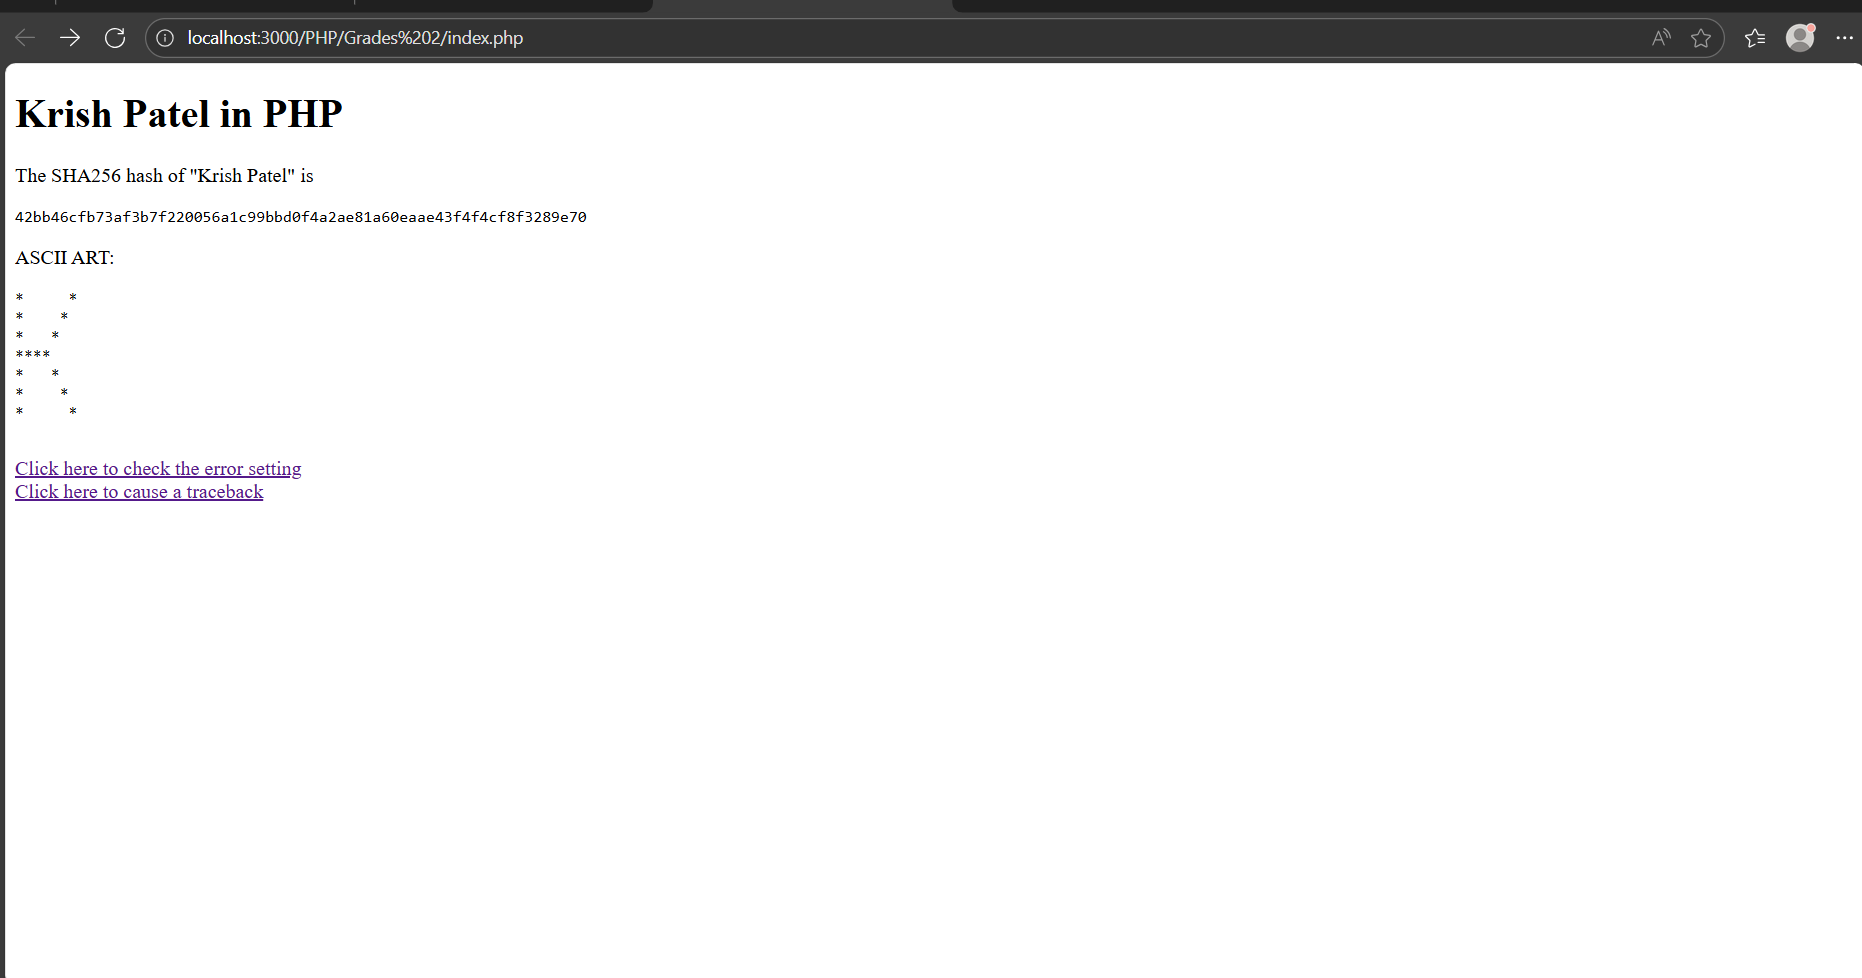 localhost:3000/PHP/Grades%202/index.php
Krish Patel in PHP
The SHA256 hash of "Krish Patel" is
42bb46cfb73af3b7f220056a1c99bbd0f4a2ae81a60eaae43f4f4cf8f3289e70
ASCII ART:
*     *
*    *
*   *
****
*   *
*    *
*     *
Click here to check the error setting
Click here to cause a traceback